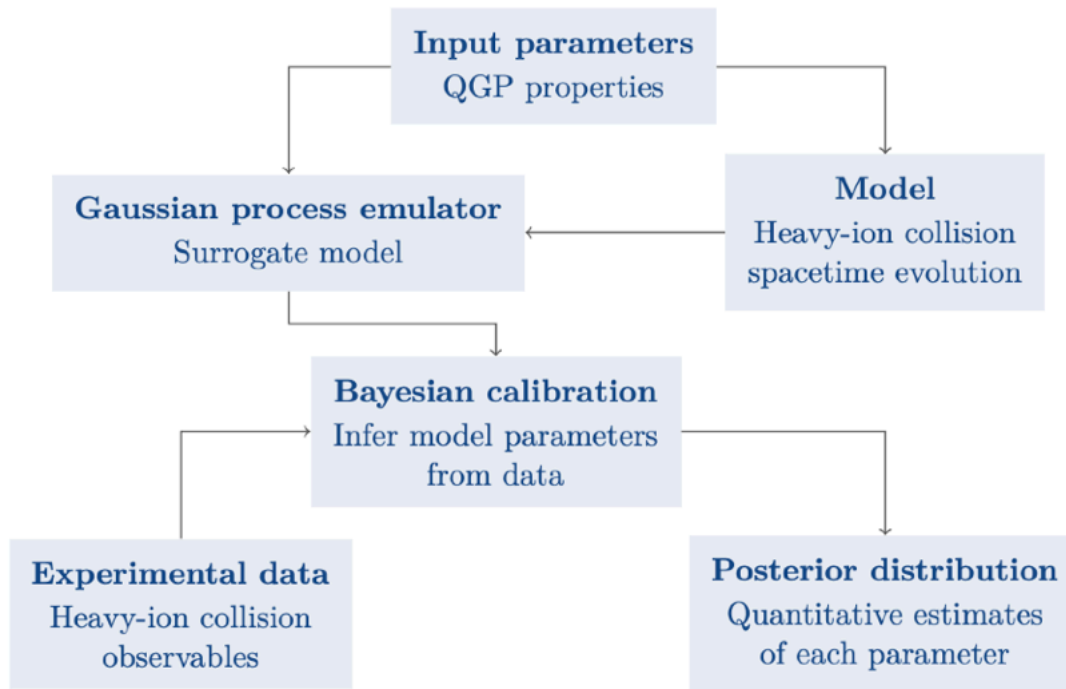 Input parameters
QGP properties
Gaussian process emulator
Surrogate model
Model
Heavy-ion collision
spacetime evolution
Bayesian calibration
Infer model parameters
from data
Experimental data
Heavy-ion collision
observables
Posterior distribution
Quantitative estimates
of each parameter